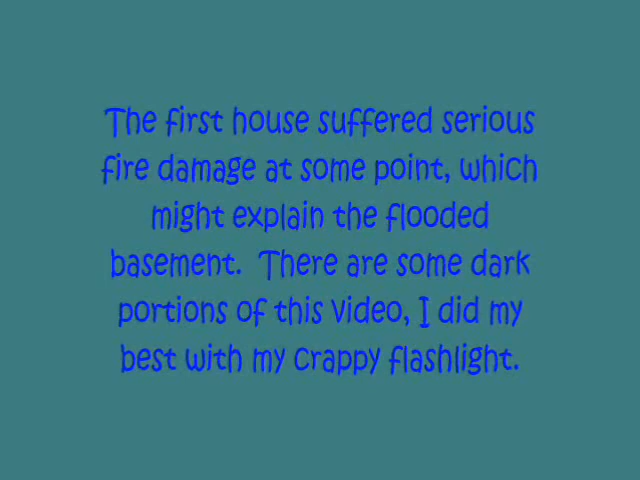 The first house suffered serious
fire damage at some point, which
might explain the flooded
basement.  There are some dark
portions of this video, I did my
best with my crappy flashlight.